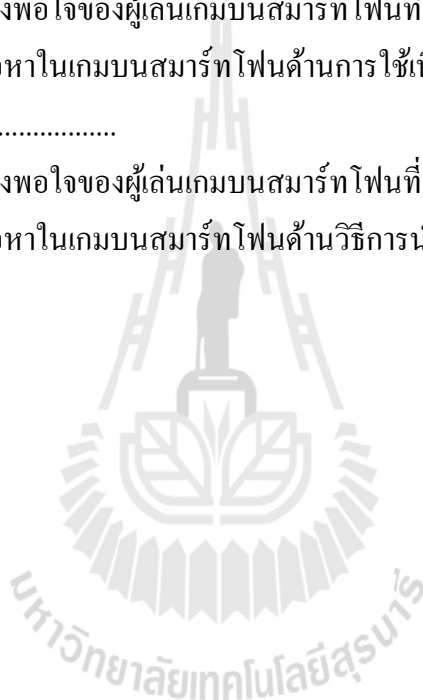 งพอใจของผู้เล่นเกมบนสมาร์ทโฟนที่
อหาในเกมบนสมาร์ทโฟนด้านการใช้เ
.................
งพอใจของผู้เล่นเกมบนสมาร์ทโฟนที่
อหาในเกมบนสมาร์ทโฟนด้านวิธีการ
มหาวิทยาลัยเทคโนโลยีสุรนารี